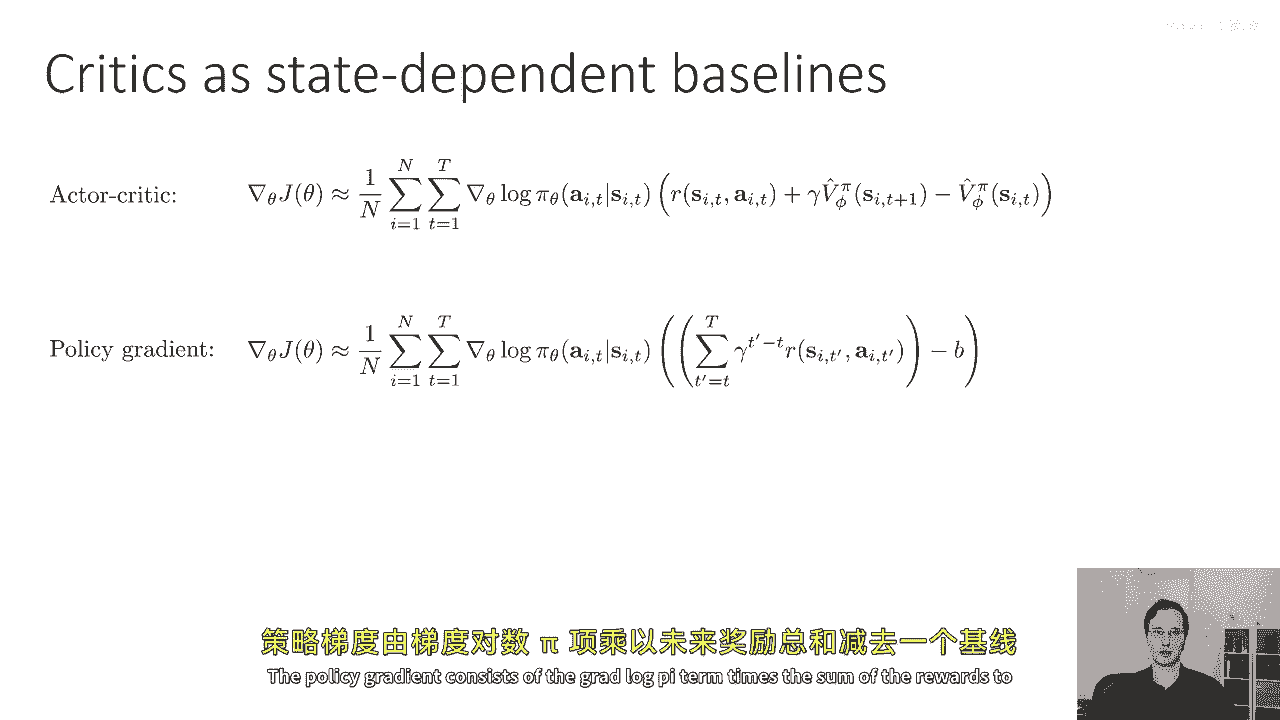 Critics as state-dependent baselines
Actor-critic: $\nabla_\theta J(\theta) \approx \frac{1}{N} \sum_{i=1}^{N} \sum_{t=1}^{T} \nabla_\theta \log \pi_\theta(\mathbf{a}_{i,t}|\mathbf{s}_{i,t}) \left( r(\mathbf{s}_{i,t}, \mathbf{a}_{i,t}) + \gamma \hat{V}_\phi^\pi(\mathbf{s}_{i,t+1}) - \hat{V}_\phi^\pi(\mathbf{s}_{i,t}) \right)$
Policy gradient: $\nabla_\theta J(\theta) \approx \frac{1}{N} \sum_{i=1}^{N} \sum_{t=1}^{T} \nabla_\theta \log \pi_\theta(\mathbf{a}_{i,t}|\mathbf{s}_{i,t}) \left( \left( \sum_{t'=t}^{T} \gamma^{t'-t} r(\mathbf{s}_{i,t'}, \mathbf{a}_{i,t'}) \right) - b \right)$
策略梯度由梯度对数 π 项乘以未来奖励总和减去一个基线
The policy gradient consists of the grad log pi term times the sum of the rewards to